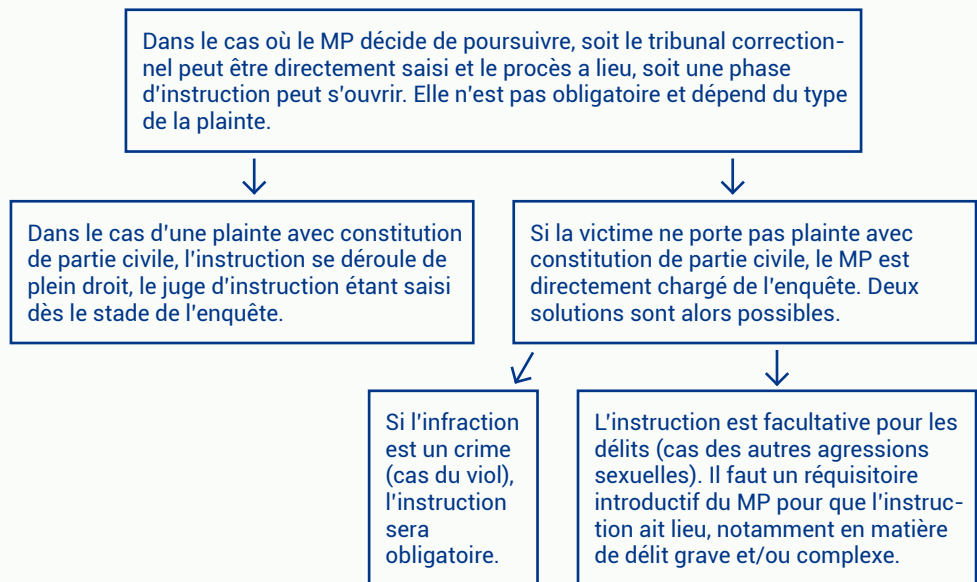 Dans le cas où le MP décide de poursuivre, soit le tribunal correction-
nel peut être directement saisi et le procès a lieu, soit une phase
d'instruction peut s'ouvrir. Elle n'est pas obligatoire et dépend du type
de la plainte.
Dans le cas d'une plainte avec constitution
de partie civile, l'instruction se déroule de
plein droit, le juge d'instruction étant saisi
dès le stade de l'enquête.
Si la victime ne porte pas plainte avec
constitution de partie civile, le MP est
directement chargé de l'enquête. Deux
solutions sont alors possibles.
Si l'infraction
est un crime
(cas du viol),
l'instruction
sera
obligatoire.
L'instruction est facultative pour les
délits (cas des autres agressions
sexuelles). Il faut un réquisitoire
introductif du MP pour que l'instruc-
tion ait lieu, notamment en matière
de délit grave et/ou complexe.